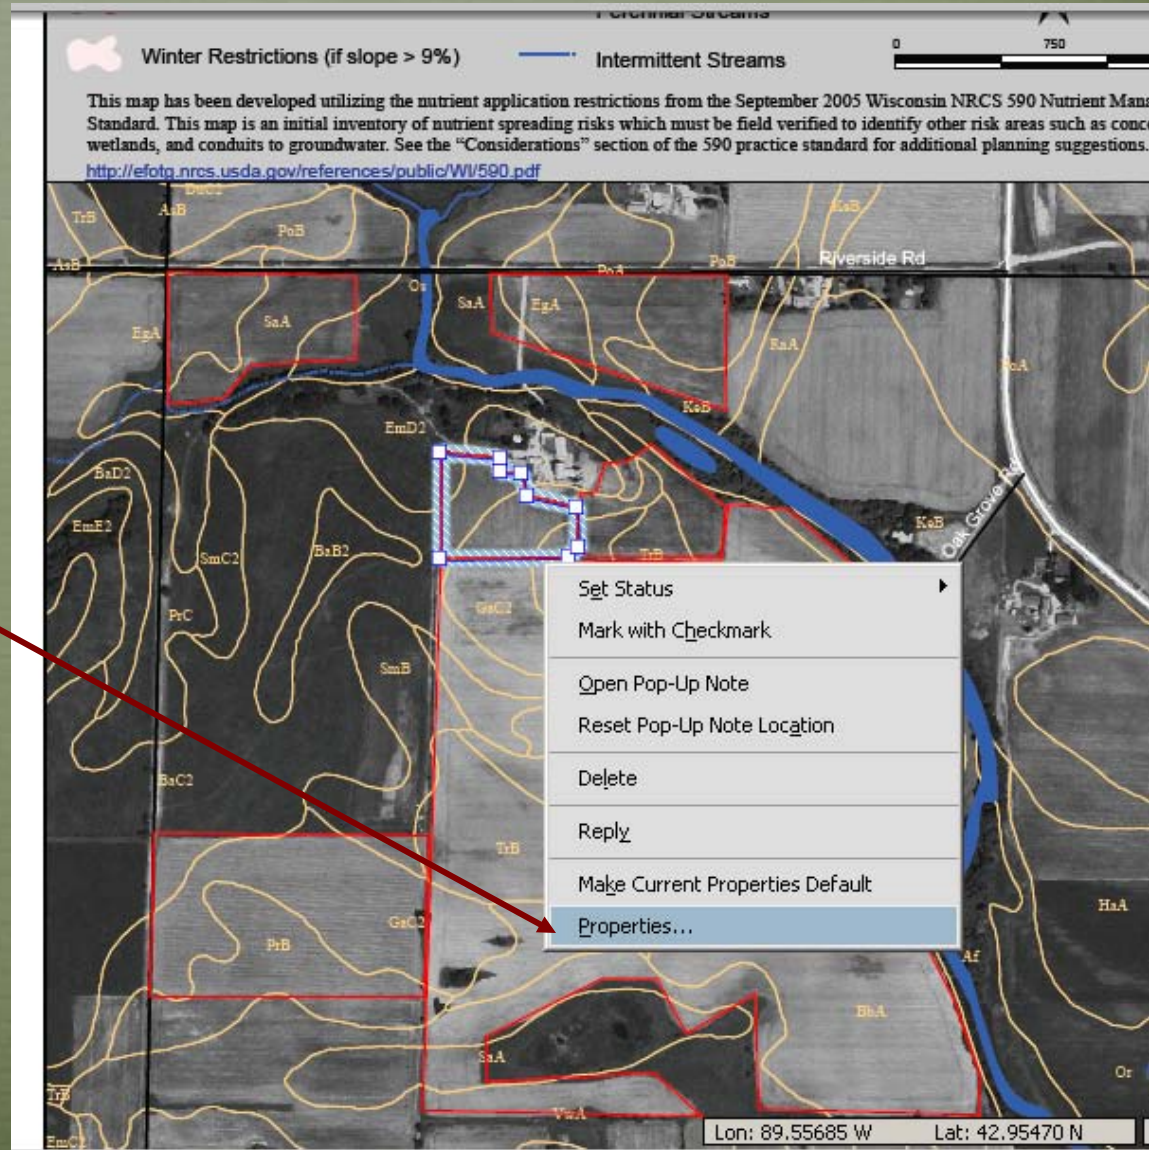 Perennial Streams
Winter Restrictions (if slope > 9%)
Intermittent Streams
0 750
This map has been developed utilizing the nutrient application restrictions from the September 2005 Wisconsin NRCS 590 Nutrient Mana
Standard. This map is an initial inventory of nutrient spreading risks which must be field verified to identify other risk areas such as conc
wetlands, and conduits to groundwater. See the “Considerations” section of the 590 practice standard for additional planning suggestions.
http://efotg.nrcs.usda.gov/references/public/WI/590.pdf
DuC2
TrB
AsB
PoB
KeB
KeB
AsB
PoA
PoB
Riverside Rd
Os
EgA
SaA
SaA
EgA
KaA
PoA
KeB
EmD2
BaD2
EmE2
SmC2
BaB2
TrB
KeB
Oak Grove Rd
PrC
GaC2
SmB
BaC2
TrB
GaC2
PrB
HaA
Af
BbA
SaA
Or
TrB
VwA
EmC2
Set Status
Mark with Checkmark
Open Pop-Up Note
Reset Pop-Up Note Location
Delete
Reply
Make Current Properties Default
Properties...
Lon: 89.55685 W Lat: 42.95470 N